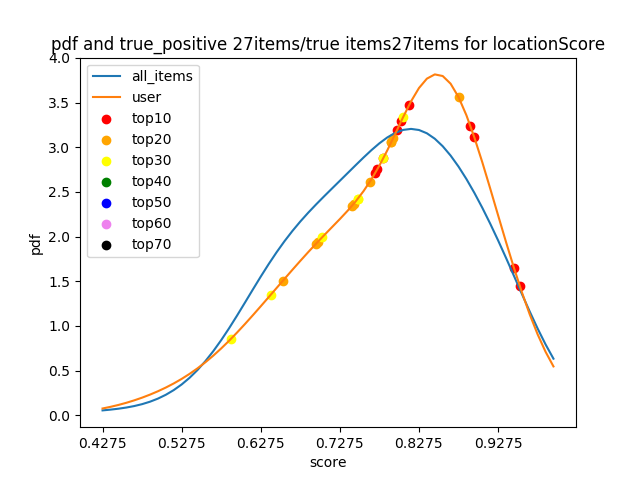 pdf and true_positive 27items/true items27items for locationScore
4.0
3.5
3.0
2.5
2.0
1.5
1.0
0.5
0.0
pdf
all_items
user
top10
top20
top30
top40
top50
top60
top70
0.4275 0.5275 0.6275 0.7275 0.8275 0.9275
score